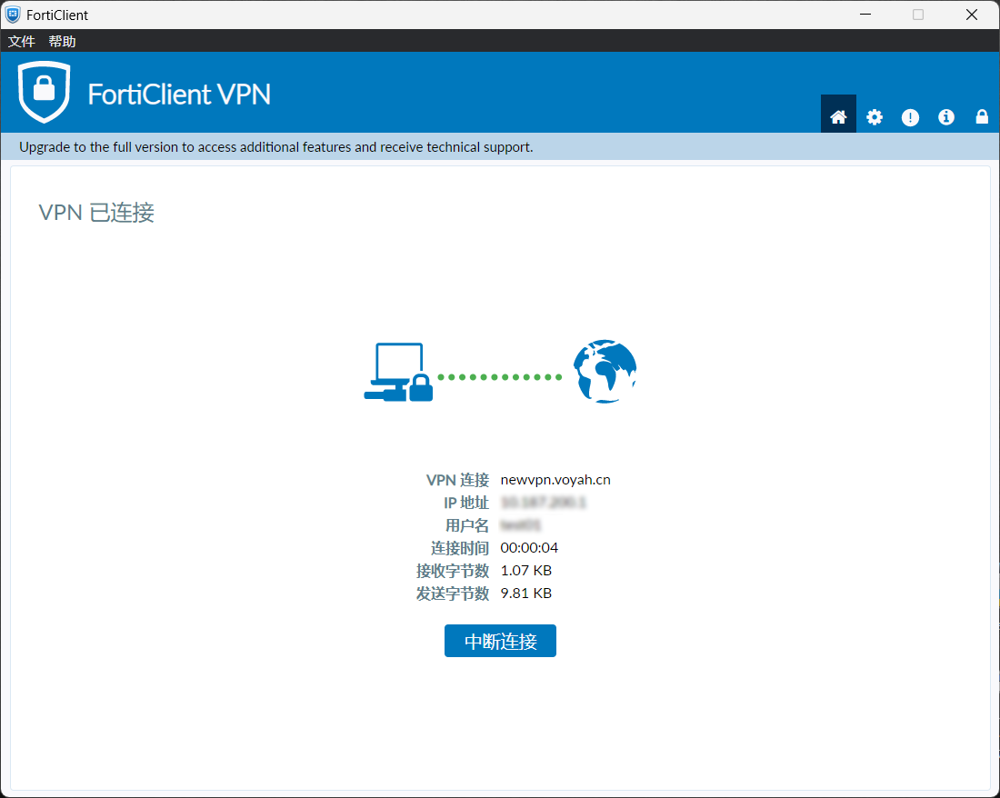 FortiClient
文件 帮助
FortiClient VPN
Upgrade to the full version to access additional features and receive technical support.
VPN 已连接
VPN 连接 newvpn.voyah.cn
IP 地址
用户名
连接时间 00:00:04
接收字节数 1.07 KB
发送字节数 9.81 KB
中断连接